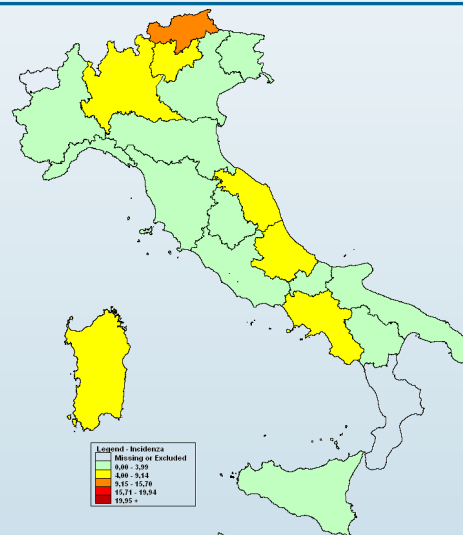 Legend - Incidenza
Missing or Excluded
0,00 - 3,99
4,00 - 9,14
9,15 - 15,70
15,71 - 19,94
19,95 +